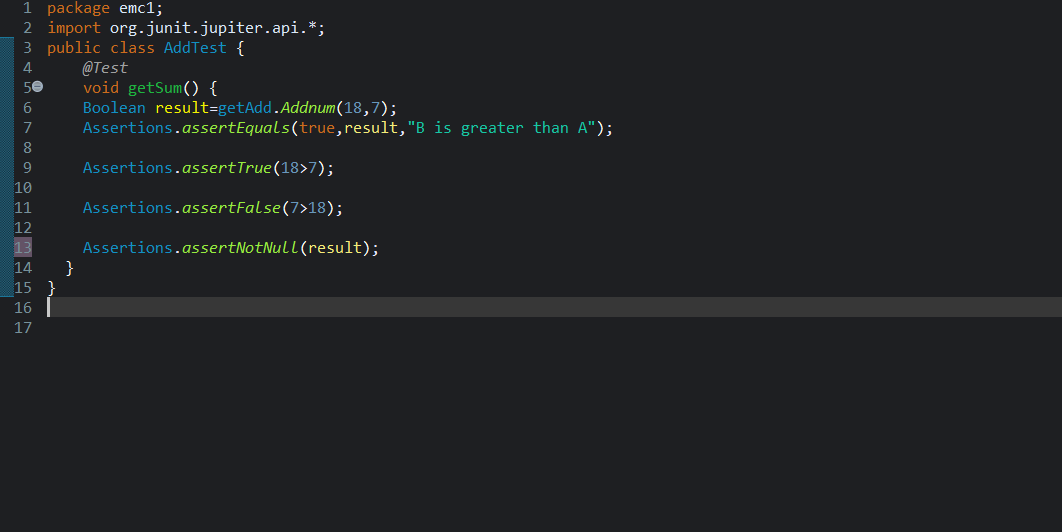 1 package emc1;
2 import org.junit.jupiter.api.*;
3 public class AddTest {
4     @Test
5     void getSum() {
6     Boolean result=getAdd.Addnum(18,7);
7     Assertions.assertEquals(true,result,"B is greater than A");
8
9     Assertions.assertTrue(18>7);
10
11     Assertions.assertFalse(7>18);
12
13     Assertions.assertNotNull(result);
14   }
15 }
16
17